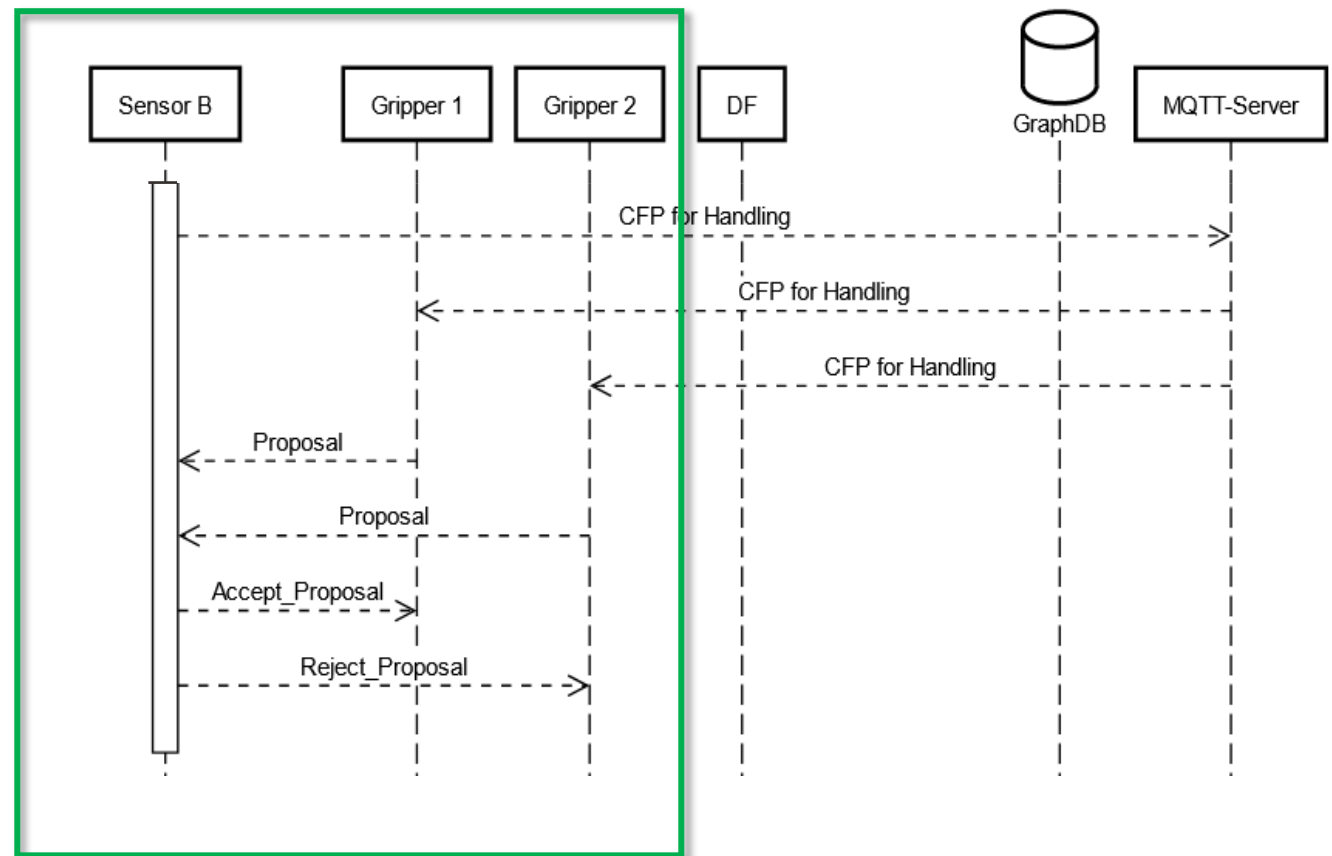 Sensor B
Gripper 1
Gripper 2
DF
GraphDB
MQTT-Server
CFP for Handling
CFP for Handling
CFP for Handling
Proposal
Proposal
Accept_Proposal
Reject_Proposal